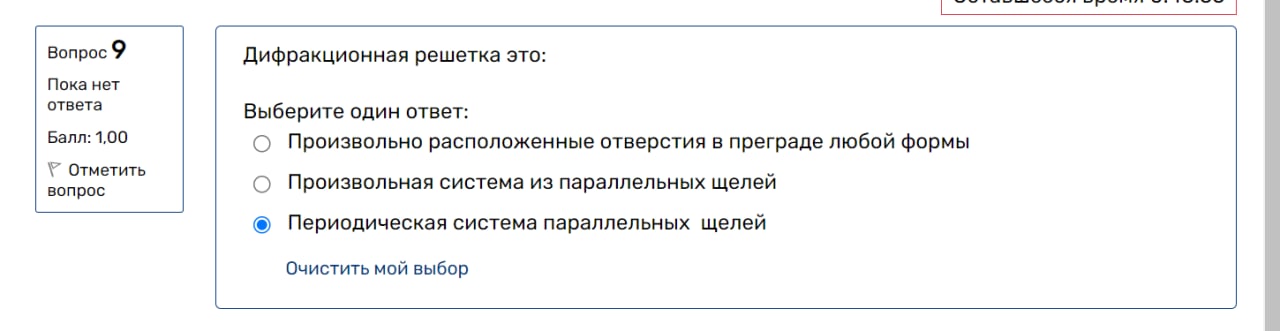 Вопрос 9
Пока нет
ответа
Балл: 1,00
Отметить
вопрос
Дифракционная решетка это:
Выберите один ответ:
Произвольно расположенные отверстия в преграде любой формы
Произвольная система из параллельных щелей
Периодическая система параллельных щелей
Очистить мой выбор